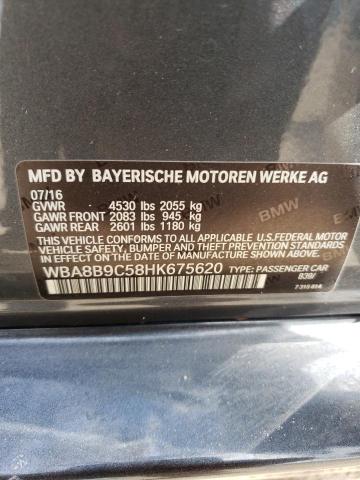 MFD BY BAYERISCHE MOTOREN WERKE AG
07/16
GVWR 4530 lbs 2055 kg
GAWR FRONT 2083 lbs 945 kg
GAWR REAR 2601 lbs 1180 kg
THIS VEHICLE CONFORMS TO ALL APPLICABLE U.S.FEDERAL MOTOR
VEHICLE SAFETY, BUMPER, AND THEFT PREVENTION STANDARDS
IN EFFECT ON THE DATE OF MANUFACTURE SHOWN ABOVE.
WBA8B9C58HK675620 TYPE: PASSENGER CAR
839/
BMW